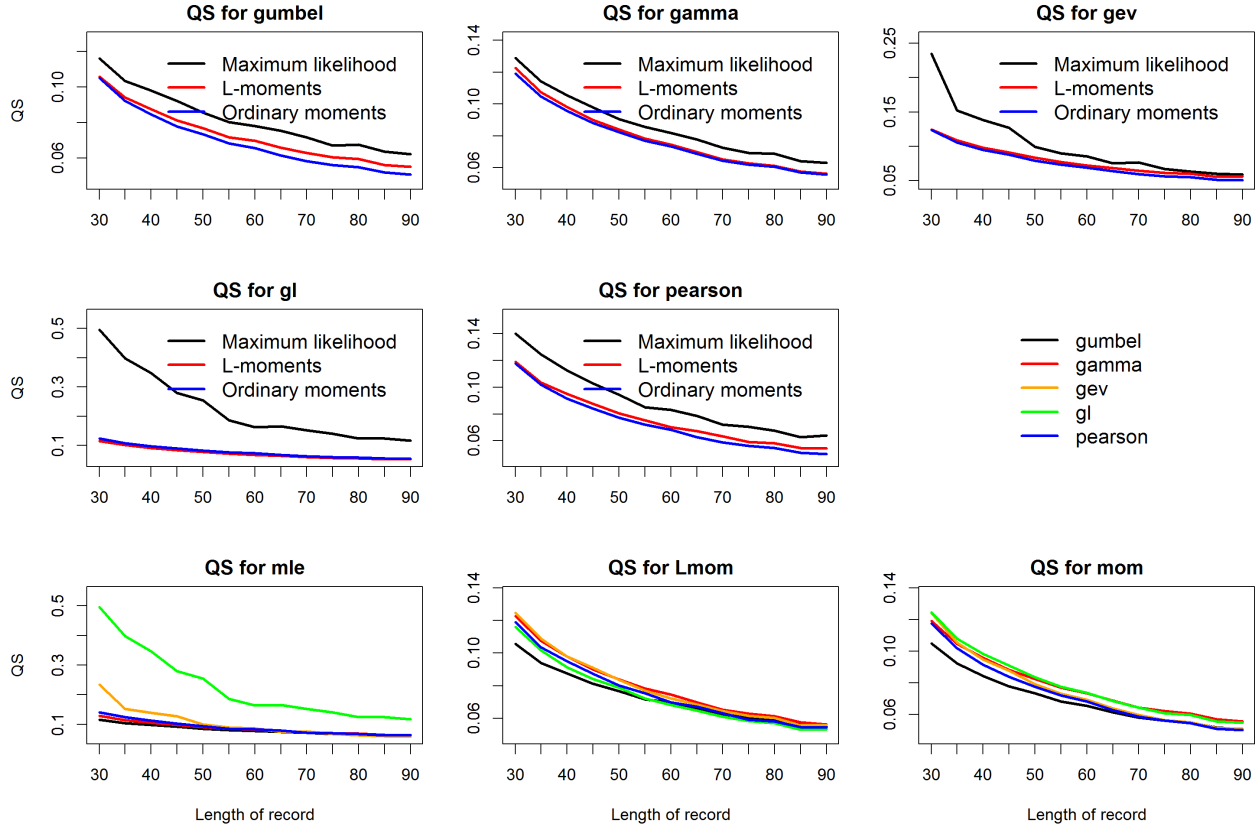 QS for gumbel
QS for gamma
QS for gev
QS
0.06 0.10
Maximum likelihood
L-moments
Ordinary moments
30 40 50 60 70 80 90
0.06 0.10 0.14
Maximum likelihood
L-moments
Ordinary moments
30 40 50 60 70 80 90
0.05 0.15 0.25
Maximum likelihood
L-moments
Ordinary moments
30 40 50 60 70 80 90
QS for gl
QS for pearson
QS
0.1 0.3 0.5
Maximum likelihood
L-moments
Ordinary moments
30 40 50 60 70 80 90
0.06 0.10 0.14
Maximum likelihood
L-moments
Ordinary moments
30 40 50 60 70 80 90
gumbel
gamma
gev
gl
pearson
QS for mle
QS for Lmom
QS for mom
QS
0.1 0.3 0.5
30 40 50 60 70 80 90
Length of record
0.06 0.10 0.14
30 40 50 60 70 80 90
Length of record
0.06 0.10 0.14
30 40 50 60 70 80 90
Length of record